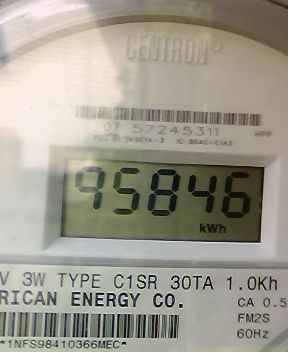 CENTRON®
07 57245311 HPP
95846
kWh
V 3W TYPE C1SR 30TA 1.0Kh
RICAN ENERGY CO.
CA 0.5
FM2S
60Hz
*1NFS98410366MEC*